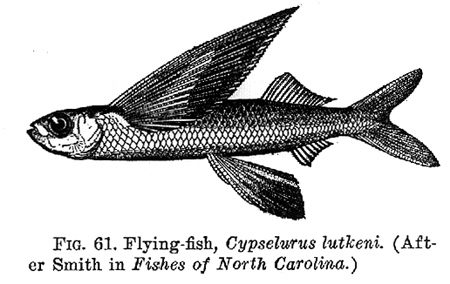 FIG. 61. Flying-fish, Cypselurus lutkeni. (Aft-
er Smith in Fishes of North Carolina.)